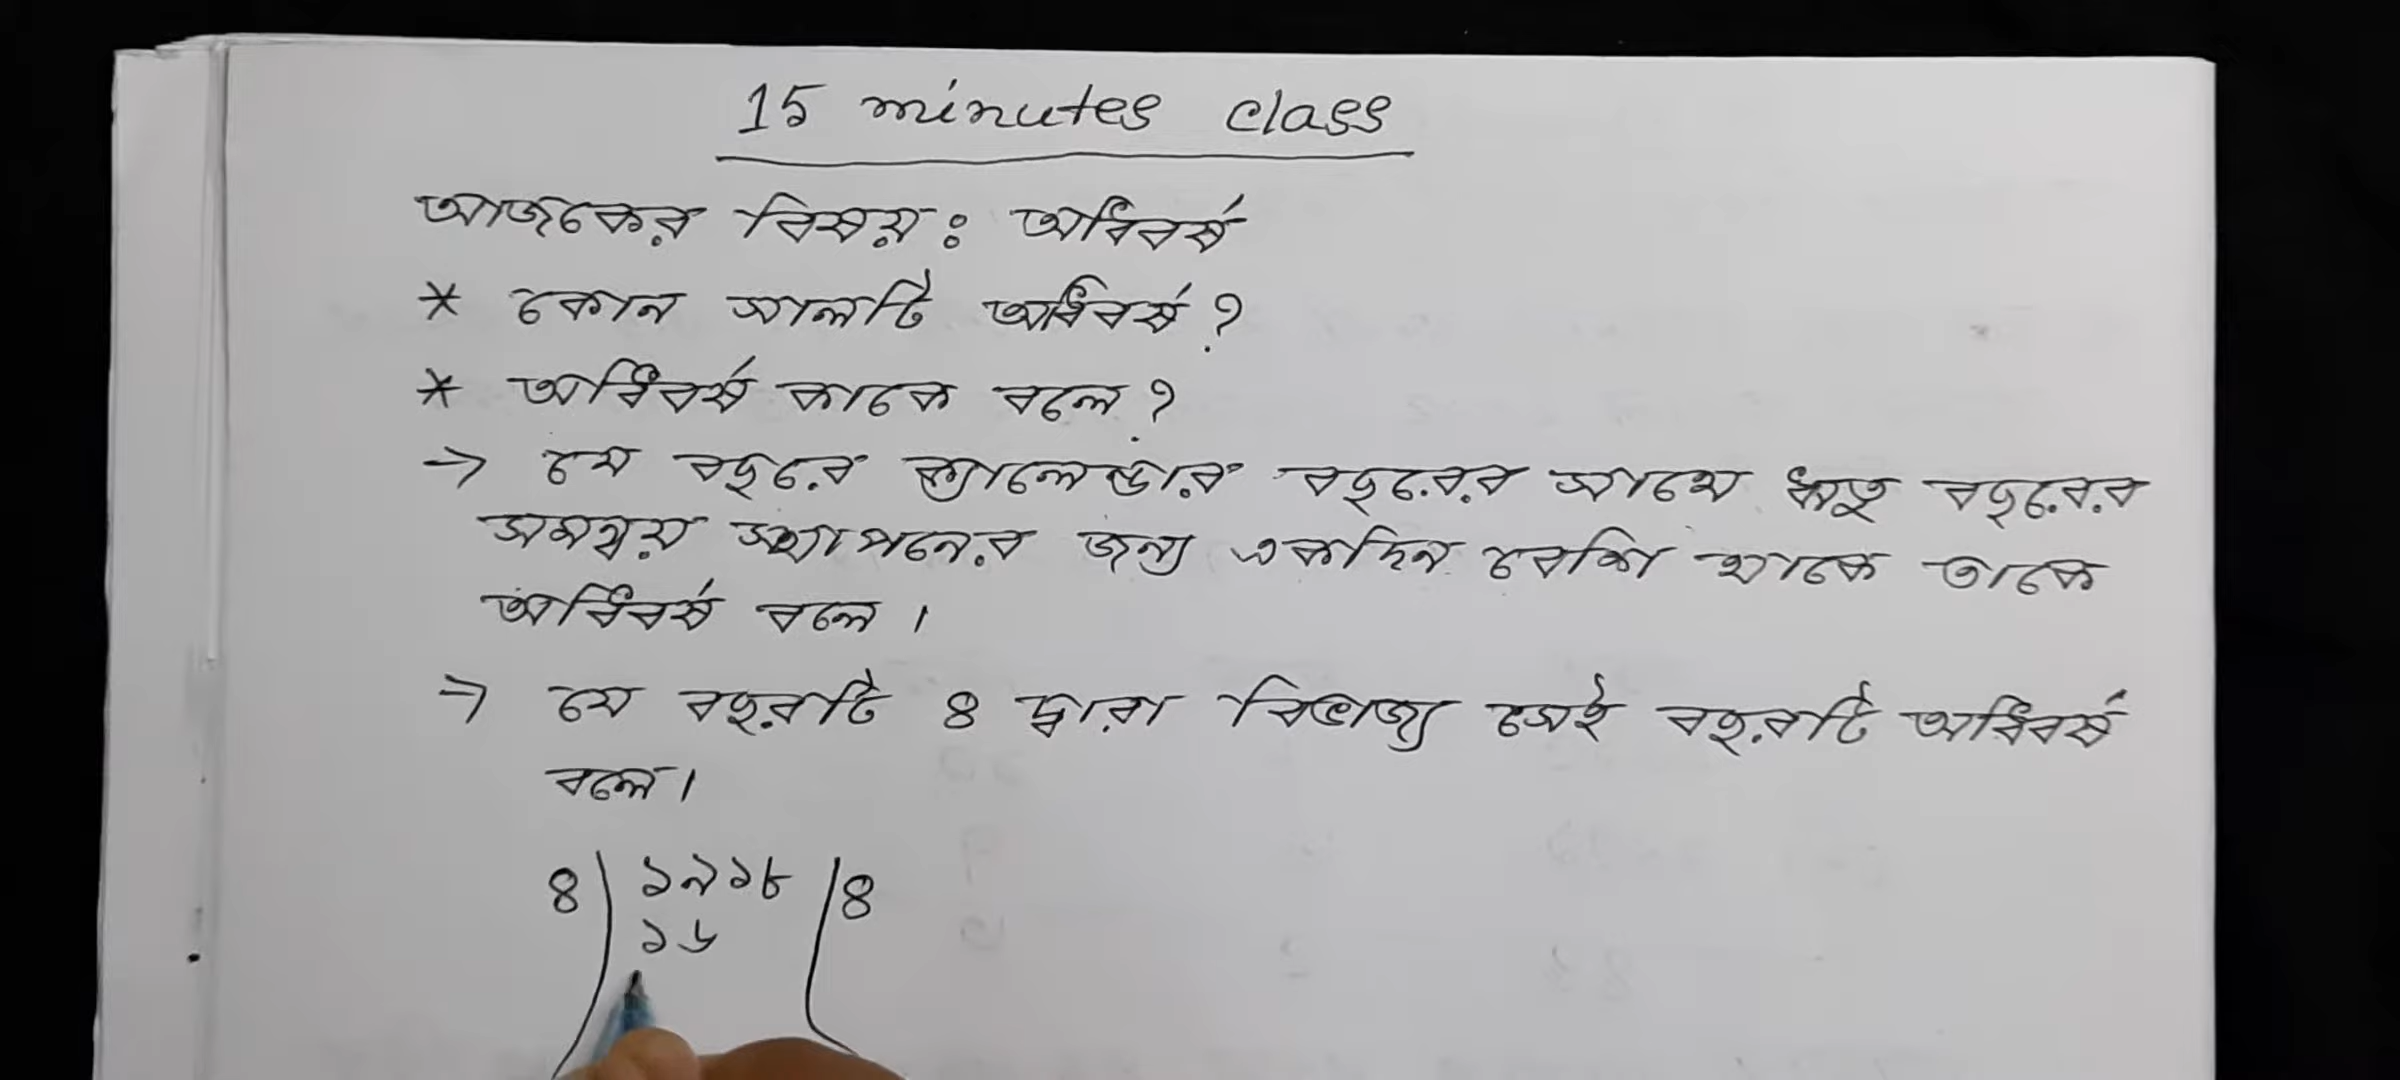 15 minutes class
আজকের বিষয়ঃ অধিবর্ষ
* কোন সালটি অধিবর্ষ?
* অধিবর্ষ কাকে বলে?
→ যে বছরে ক্যালেন্ডার বছরের সাথে ঋতু বছরের
সমন্বয় স্থাপনের জন্য একদিন বেশি থাকে তাকে
অধিবর্ষ বলে।
→ যে বছরটি ৪ দ্বারা বিভাজ্য সেই বছরটি অধিবর্ষ
বলে।
৪) ১৯১৮ /৪
১৬